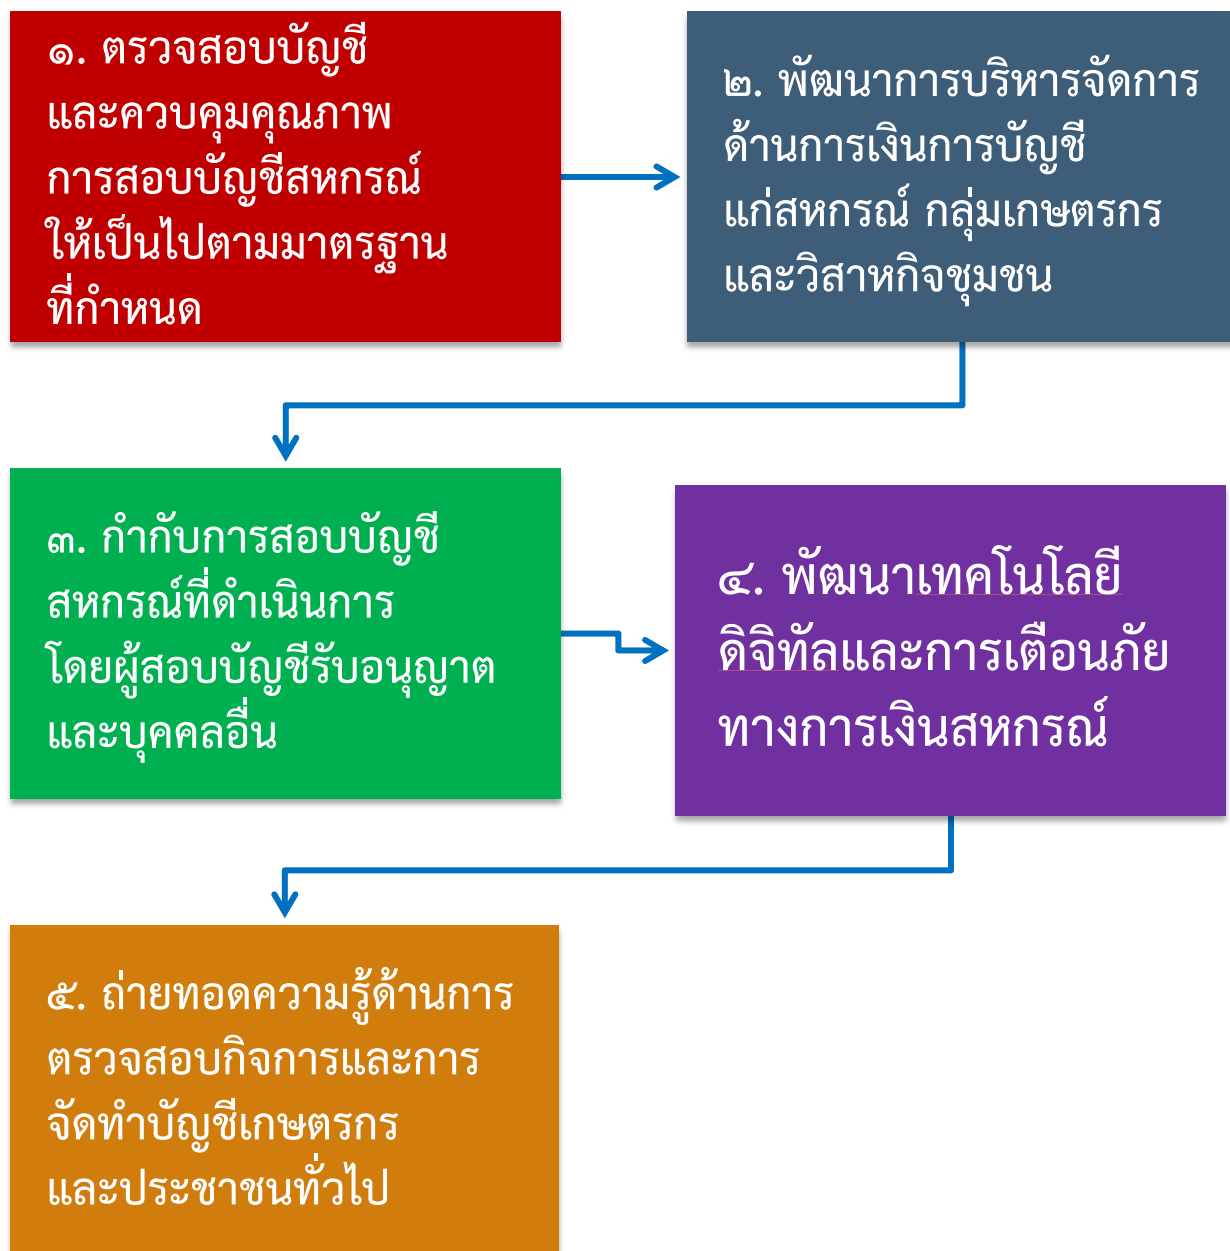 ๑. ตรวจสอบบัญชี
และควบคุมคุณภาพ
การสอบบัญชีสหกรณ์
ให้เป็นไปตามมาตรฐาน
ที่กำหนด
๒. พัฒนาการบริหารจัดการ
ด้านการเงินการบัญชี
แก่สหกรณ์ กลุ่มเกษตรกร
และวิสาหกิจชุมชน
๓. กำกับการสอบบัญชี
สหกรณ์ที่ดำเนินการ
โดยผู้สอบบัญชีรับอนุญาต
และบุคคลอื่น
๔. พัฒนาเทคโนโลยี
ดิจิทัลและการเตือนภัย
ทางการเงินสหกรณ์
๕. ถ่ายทอดความรู้ด้านการ
ตรวจสอบกิจการและการ
จัดทำบัญชีเกษตรกร
และประชาชนทั่วไป